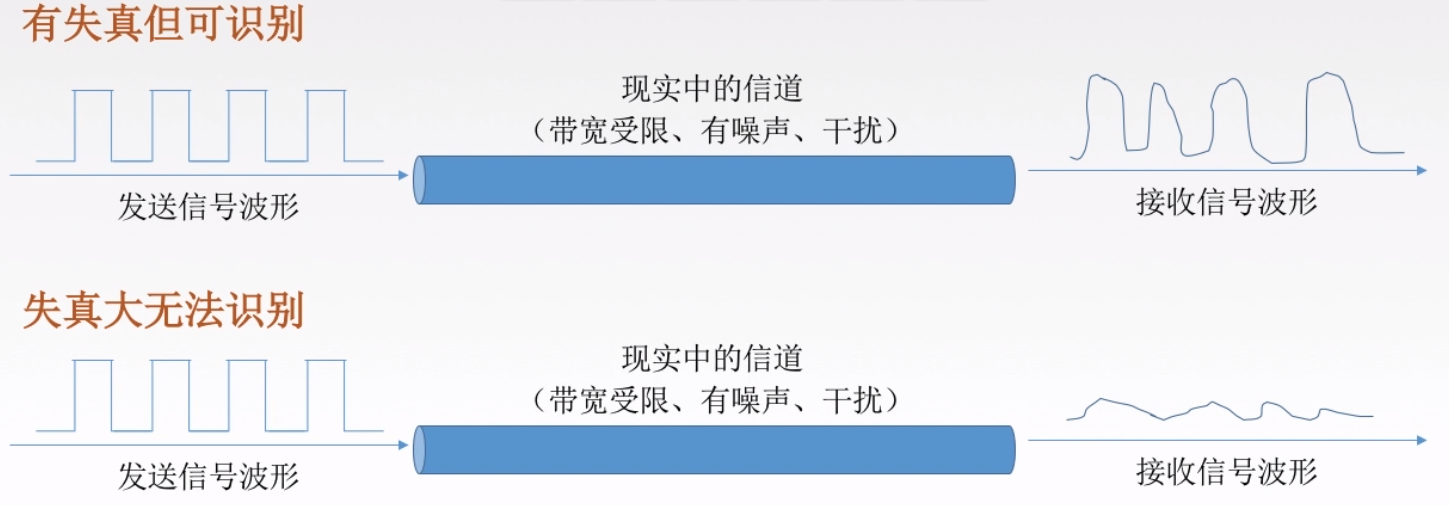 有失真但可识别
现实中的信道
（带宽受限、有噪声、干扰）
发送信号波形
接收信号波形
失真大无法识别
现实中的信道
（带宽受限、有噪声、干扰）
发送信号波形
接收信号波形